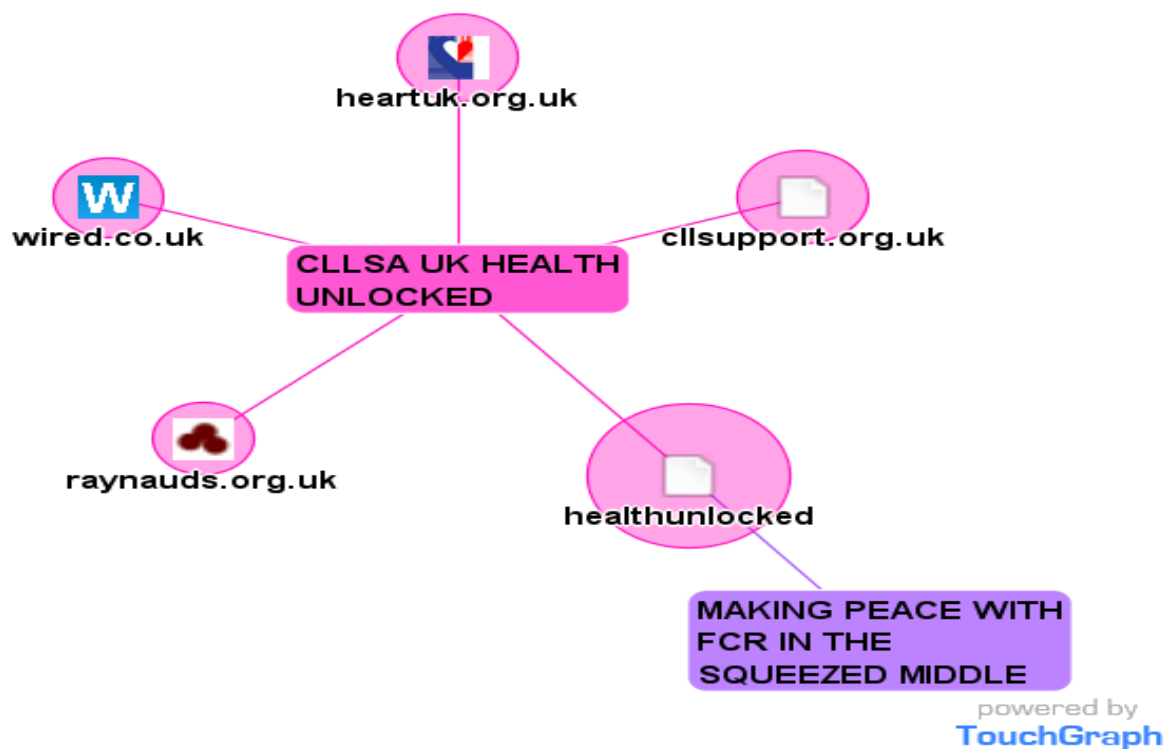 heartuk.org.uk
W
wired.co.uk
cllsupport.org.uk
CLLSA UK HEALTH
UNLOCKED
raynauds.org.uk
healthunlocked
MAKING PEACE WITH
FCR IN THE
SQUEEZED MIDDLE
powered by
TouchGraph